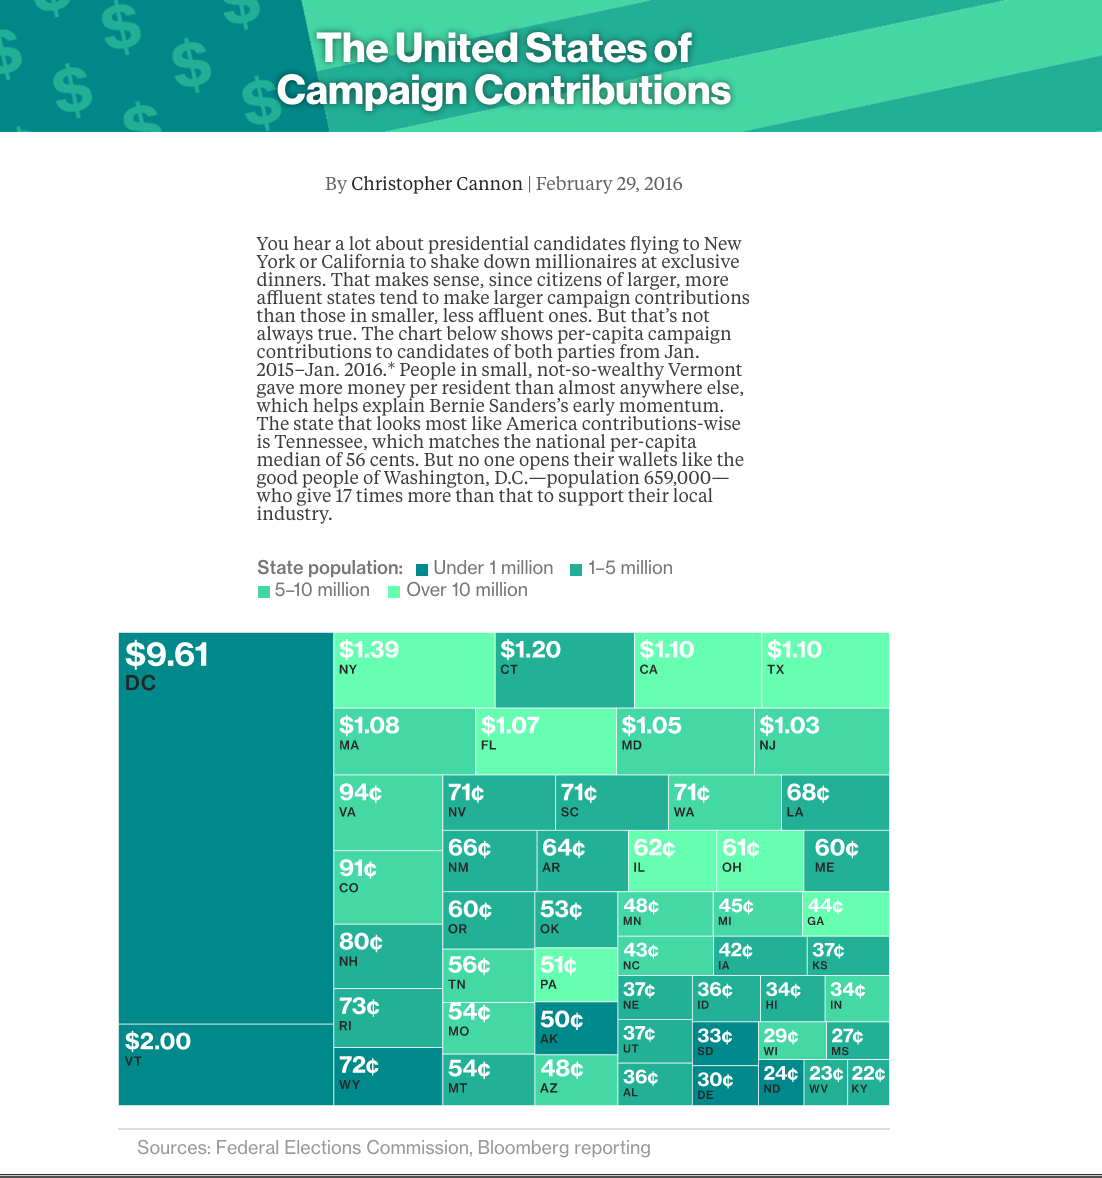 The United States of
Campaign Contributions
By Christopher Cannon | February 29, 2016
You hear a lot about presidential candidates flying to New
York or California to shake down millionaires at exclusive
dinners. That makes sense, since citizens of larger, more
affluent states tend to make larger campaign contributions
than those in smaller, less affluent ones. But that's not
always true. The chart below shows per-capita campaign
contributions to candidates of both parties from Jan.
2015–Jan. 2016.* People in small, not-so-wealthy Vermont
gave more money per resident than almost anywhere else,
which helps explain Bernie Sanders's early momentum.
The state that looks most like America contributions-wise
is Tennessee, which matches the national per-capita
median of 56 cents. But no one opens their wallets like the
good people of Washington, D.C.—population 659,000—
who give 17 times more than that to support their local
industry.
State population: Under 1 million 1–5 million
5–10 million Over 10 million
$9.61
DC
$2.00
VT
$1.39
NY
$1.20
CT
$1.10
CA
$1.10
TX
$1.08
MA
$1.07
FL
$1.05
MD
$1.03
NJ
94¢
VA
91¢
CO
80¢
NH
73¢
RI
72¢
WY
71¢
NV
71¢
SC
71¢
WA
68¢
LA
66¢
NM
64¢
AR
62¢
IL
61¢
OH
60¢
ME
60¢
OR
53¢
OK
56¢
TN
51¢
PA
54¢
MO
50¢
AK
54¢
MT
48¢
AZ
48¢
MN
45¢
MI
44¢
GA
43¢
NC
42¢
IA
37¢
KS
37¢
NE
36¢
ID
34¢
HI
34¢
IN
37¢
UT
33¢
SD
29¢
WI
27¢
MS
36¢
AL
30¢
DE
24¢
ND
23¢
WV
22¢
KY
Sources: Federal Elections Commission, Bloomberg reporting